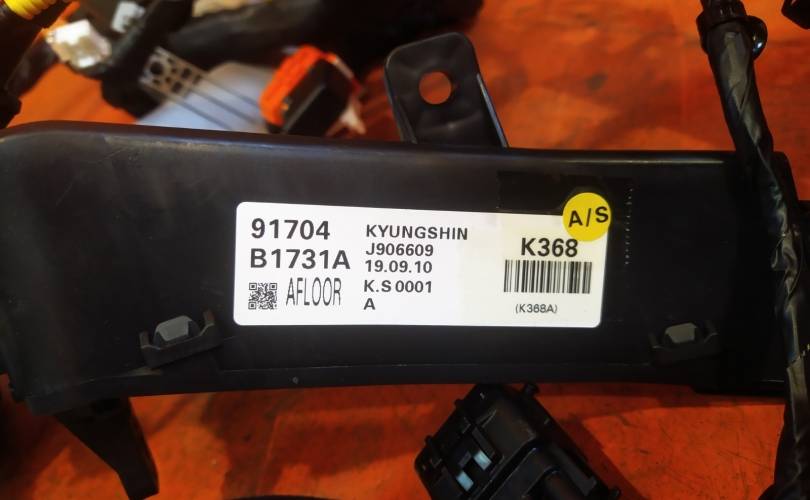 91704
B1731A
AFLOOR
KYUNGSHIN
J906609
19.09.10
K.S 0001
A
A/S
K368
(K368A)